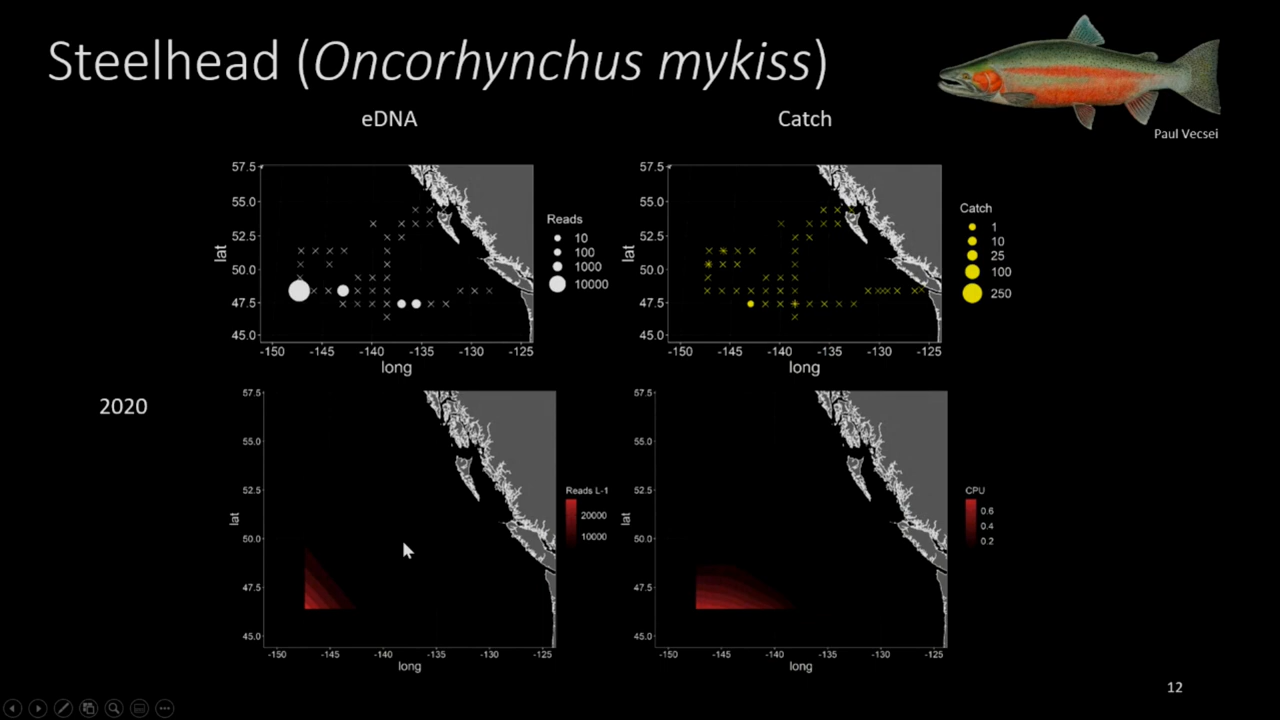 Steelhead (Oncorhynchus mykiss)
Paul Vecsei
eDNA
Catch
57.5
55.0
52.5
50.0
47.5
45.0
lat
-150 -145 -140 -135 -130 -125
long
Reads
10
100
1000
10000
57.5
55.0
52.5
50.0
47.5
45.0
lat
-150 -145 -140 -135 -130 -125
long
Catch
1
10
25
100
250
2020
57.5
55.0
52.5
50.0
47.5
45.0
lat
-150 -145 -140 -135 -130 -125
long
Reads L-1
20000
10000
57.5
55.0
52.5
50.0
47.5
45.0
lat
-150 -145 -140 -135 -130 -125
long
CPU
0.6
0.4
0.2
12